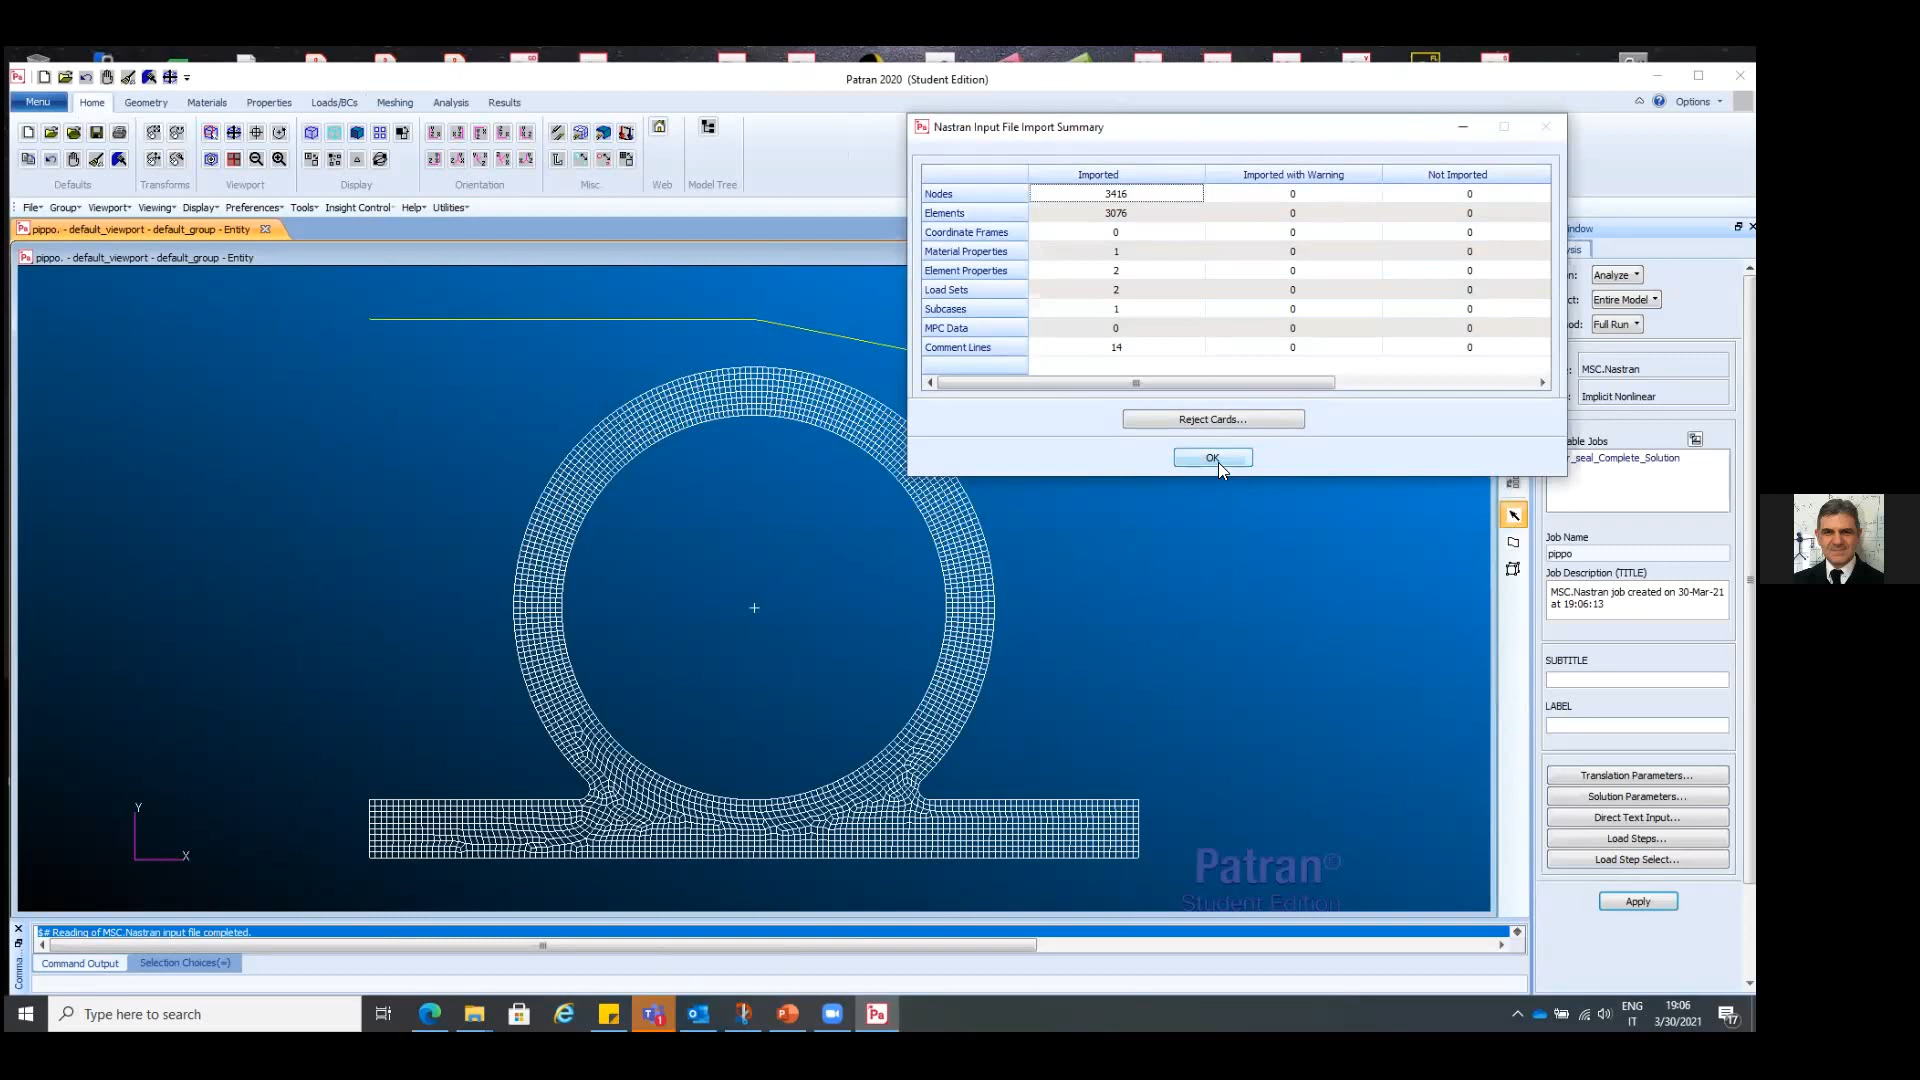 Patran 2020 (Student Edition)
Menu Home Geometry Materials Properties Loads/BCs Meshing Analysis Results
Options
Defaults Transforms Viewport Display Orientation Misc. Web Model Tree
File Group Viewport Viewing Display Preferences Tools Insight Control Help Utilities
pippo. - default_viewport - default_group - Entity
pippo. - default_viewport - default_group - Entity
Nastran Input File Import Summary
Imported Imported with Warning Not Imported
Nodes 3416 0 0
Elements 3076 0 0
Coordinate Frames 0 0 0
Material Properties 1 0 0
Element Properties 2 0 0
Load Sets 2 0 0
Subcases 1 0 0
MPC Data 0 0 0
Comment Lines 14 0 0
Reject Cards...
OK
Analyze
Entire Model
Full Run
MSC.Nastran
Implicit Nonlinear
able Jobs
r_seal_Complete_Solution
Job Name
pippo
Job Description (TITLE)
MSC.Nastran job created on 30-Mar-21
at 19:06:13
SUBTITLE
LABEL
Translation Parameters...
Solution Parameters...
Direct Text Input...
Load Steps...
Load Step Select...
Apply
Y
X
Patran©
Student Edition
$# Reading of MSC.Nastran input file completed.
Command Output Selection Choices(=)
Comma...
Type here to search
ENG
IT
19:06
3/30/2021
17